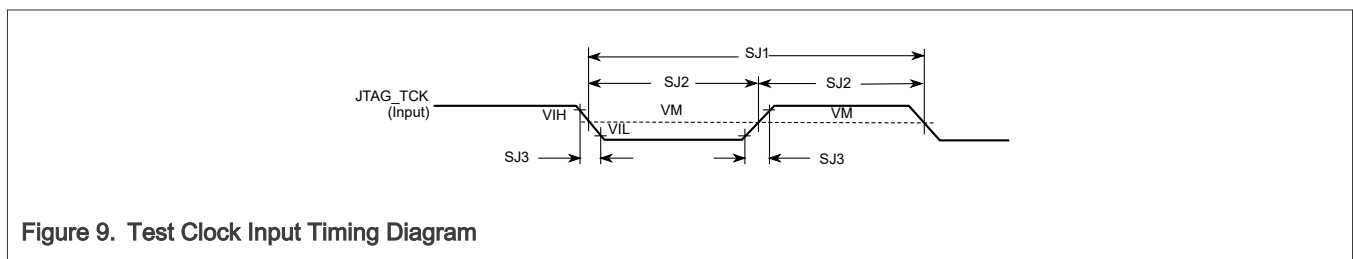 SJ1
SJ2 SJ2
JTAG_TCK
(Input)
VIH VM VM
VIL
SJ3 SJ3
Figure 9. Test Clock Input Timing Diagram